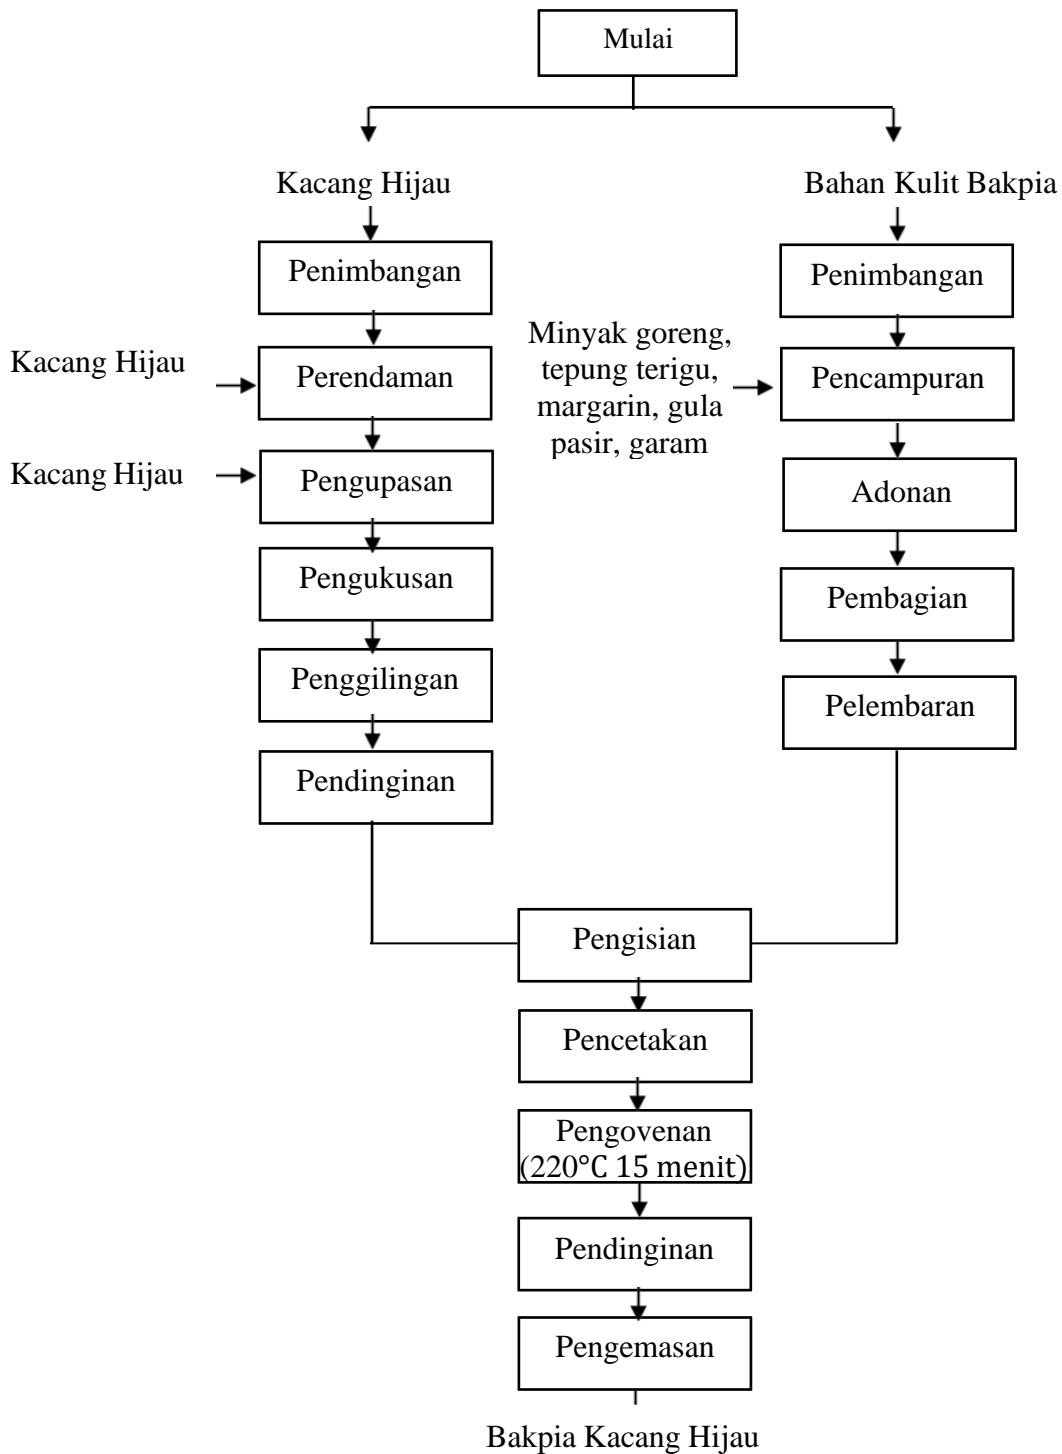 Mulai
Kacang Hijau
Bahan Kulit Bakpia
Penimbangan
Penimbangan
Kacang Hijau
Perendaman
Minyak goreng,
tepung terigu,
margarin, gula
pasir, garam
Pencampuran
Kacang Hijau
Pengupasan
Adonan
Pengukusan
Pembagian
Penggilingan
Pelembaran
Pendinginan
Pengisian
Pencetakan
Pengovenan
(220°C 15 menit)
Pendinginan
Pengemasan
Bakpia Kacang Hijau